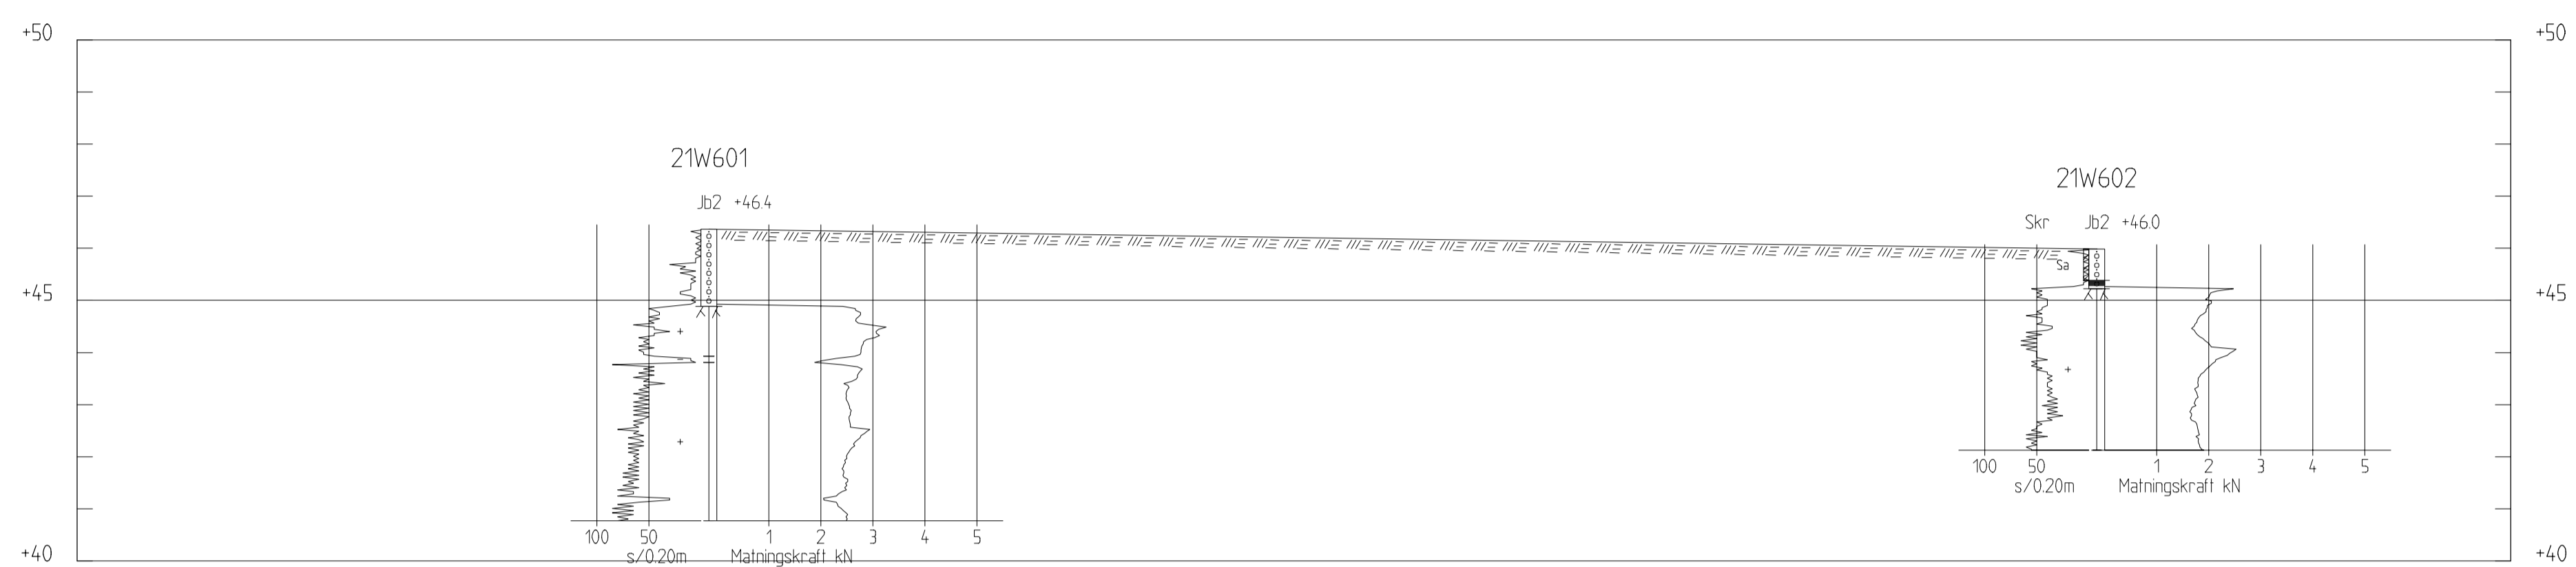 +50 +50
21W601
21W602
Jb2 +46.4
Skr Jb2 +46.0
Sa
+45 +45
100 50 1 2 3 4 5
s/0.20m Matningskraft kN
100 50 1 2 3 4 5
s/0.20m Matningskraft kN
+40 +40